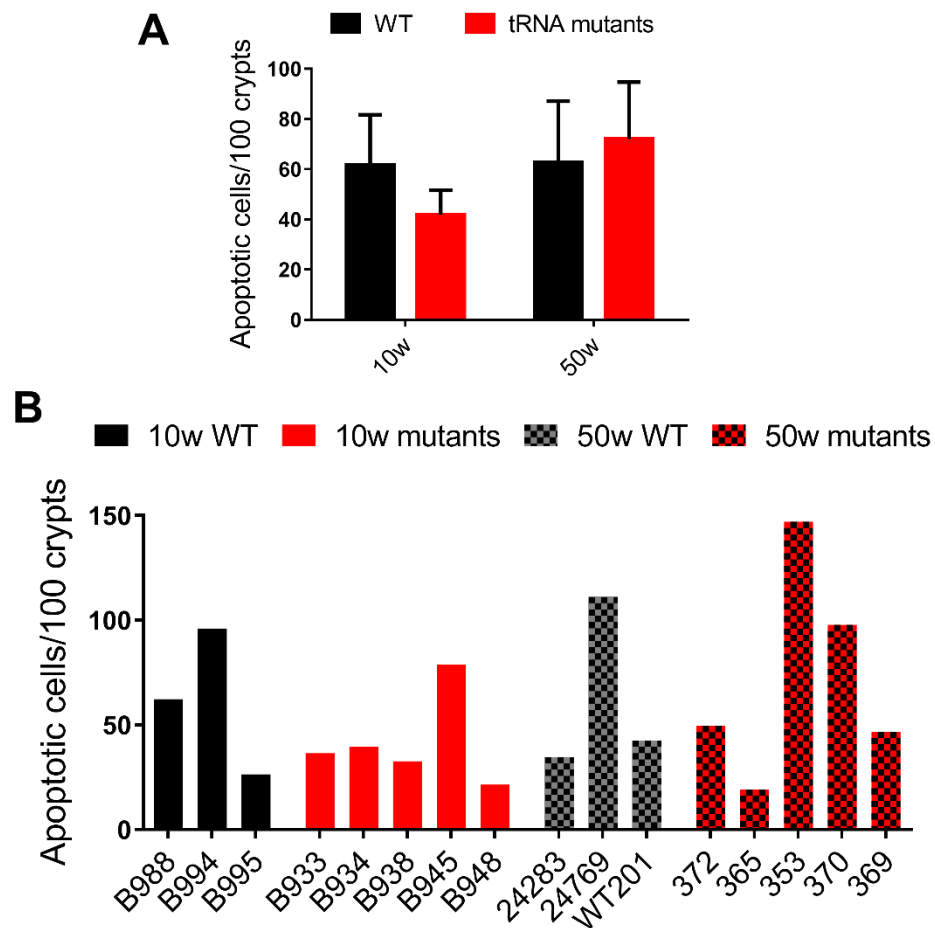 A
WT tRNA mutants
Apoptotic cells/100 crypts
100
80
60
40
20
0
10w 50w
B
10w WT 10w mutants 50w WT 50w mutants
Apoptotic cells/100 crypts
150
100
50
0
B988 B994 B995 B933 B934 B938 B945 B948 24283 24769 WT201 372 365 353 370 369